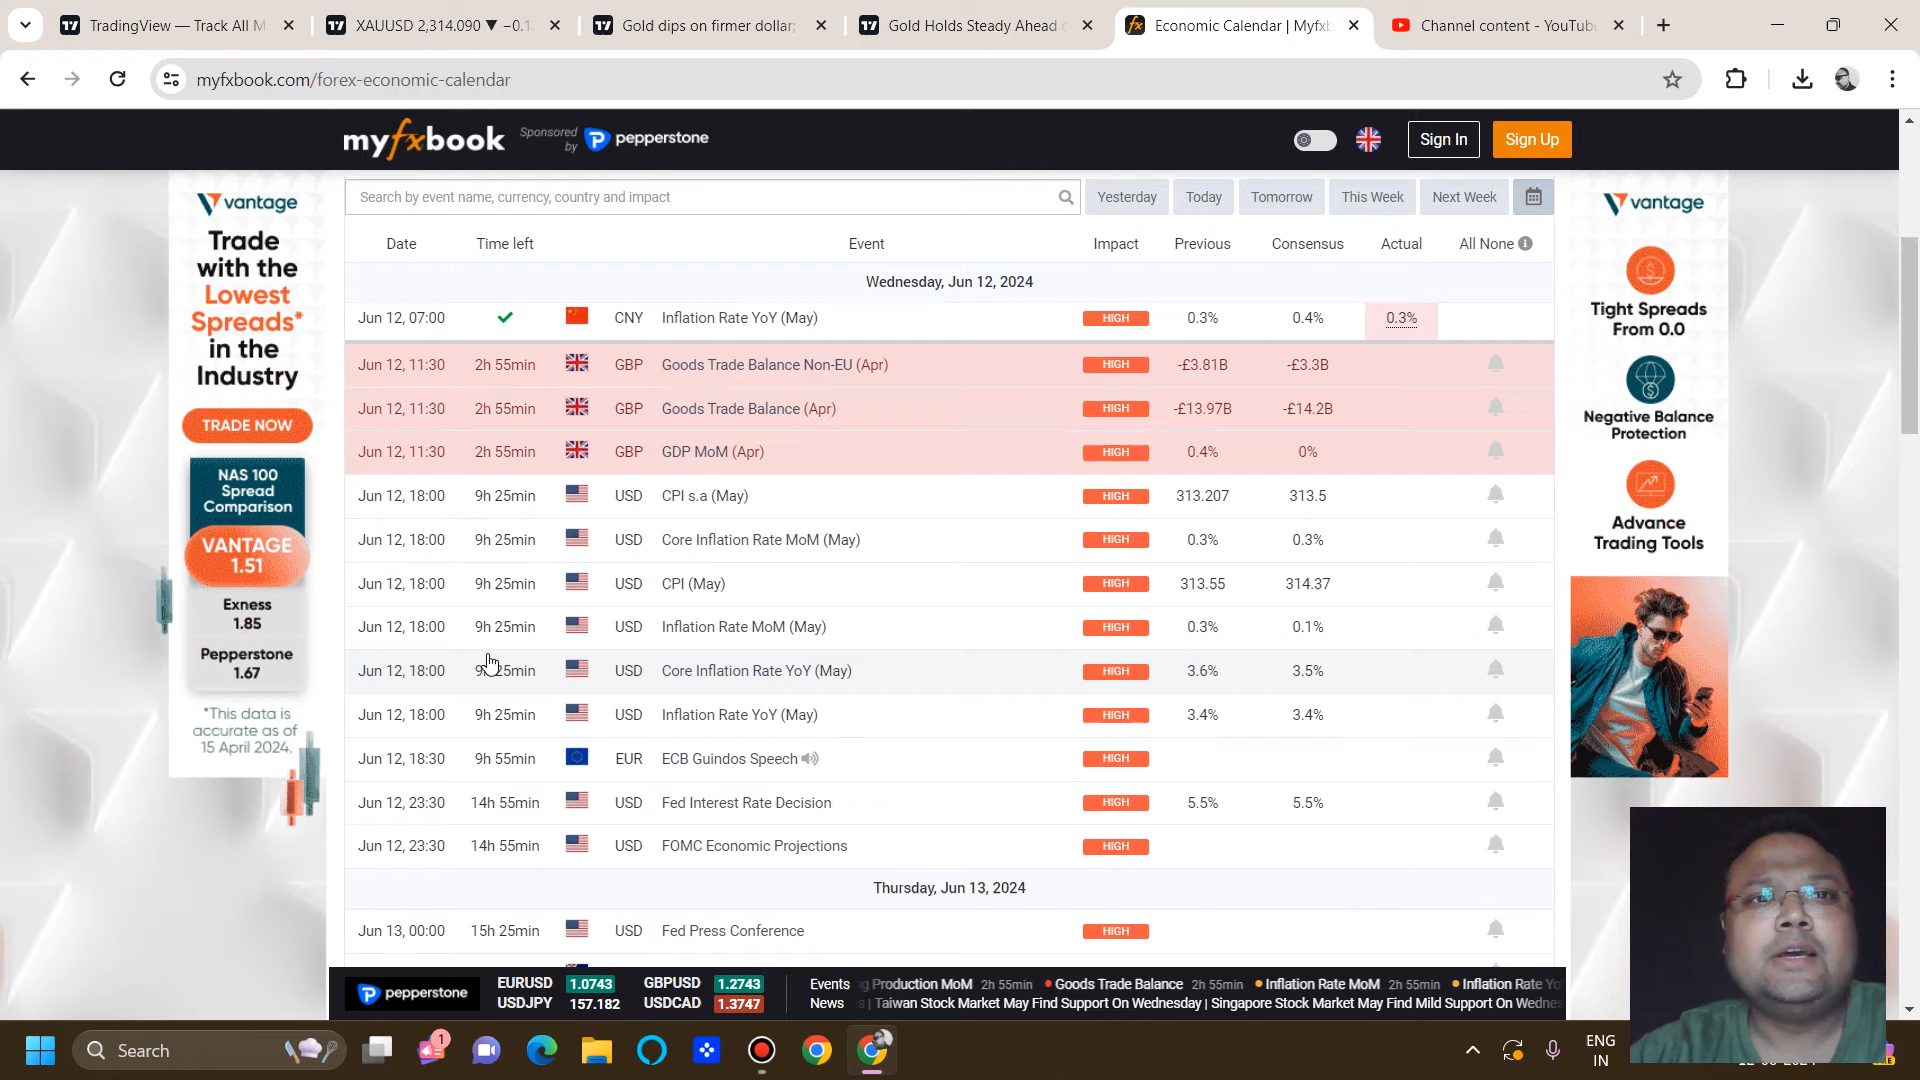 TradingView — Track All M
XAUUSD 2,314.090 ▼ −0.1
Gold dips on firmer dollar;
Gold Holds Steady Ahead o
Economic Calendar | Myfxb
Channel content - YouTube
myfxbook.com/forex-economic-calendar
myfxbook Sponsored by pepperstone
Sign In
Sign Up
vantage
Trade
with the
Lowest
Spreads*
in the
Industry
TRADE NOW
NAS 100
Spread
Comparison
VANTAGE
1.51
Exness
1.85
Pepperstone
1.67
*This data is
accurate as of
15 April 2024.
Search by event name, currency, country and impact
Yesterday Today Tomorrow This Week Next Week
Date Time left Event Impact Previous Consensus Actual All None
Wednesday, Jun 12, 2024
Jun 12, 07:00 CNY Inflation Rate YoY (May) HIGH 0.3% 0.4% 0.3%
Jun 12, 11:30 2h 55min GBP Goods Trade Balance Non-EU (Apr) HIGH -£3.81B -£3.3B
Jun 12, 11:30 2h 55min GBP Goods Trade Balance (Apr) HIGH -£13.97B -£14.2B
Jun 12, 11:30 2h 55min GBP GDP MoM (Apr) HIGH 0.4% 0%
Jun 12, 18:00 9h 25min USD CPI s.a (May) HIGH 313.207 313.5
Jun 12, 18:00 9h 25min USD Core Inflation Rate MoM (May) HIGH 0.3% 0.3%
Jun 12, 18:00 9h 25min USD CPI (May) HIGH 313.55 314.37
Jun 12, 18:00 9h 25min USD Inflation Rate MoM (May) HIGH 0.3% 0.1%
Jun 12, 18:00 9h 25min USD Core Inflation Rate YoY (May) HIGH 3.6% 3.5%
Jun 12, 18:00 9h 25min USD Inflation Rate YoY (May) HIGH 3.4% 3.4%
Jun 12, 18:30 9h 55min EUR ECB Guindos Speech HIGH
Jun 12, 23:30 14h 55min USD Fed Interest Rate Decision HIGH 5.5% 5.5%
Jun 12, 23:30 14h 55min USD FOMC Economic Projections HIGH
Thursday, Jun 13, 2024
Jun 13, 00:00 15h 25min USD Fed Press Conference HIGH
vantage
Tight Spreads
From 0.0
Negative Balance
Protection
Advance
Trading Tools
pepperstone
EURUSD 1.0743 GBPUSD 1.2743
USDJPY 157.182 USDCAD 1.3747
Events g Production MoM 2h 55min • Goods Trade Balance 2h 55min • Inflation Rate MoM 2h 55min • Inflation Rate Yo
News | Taiwan Stock Market May Find Support On Wednesday | Singapore Stock Market May Find Mild Support On Wedne
Search
1
ENG
IN